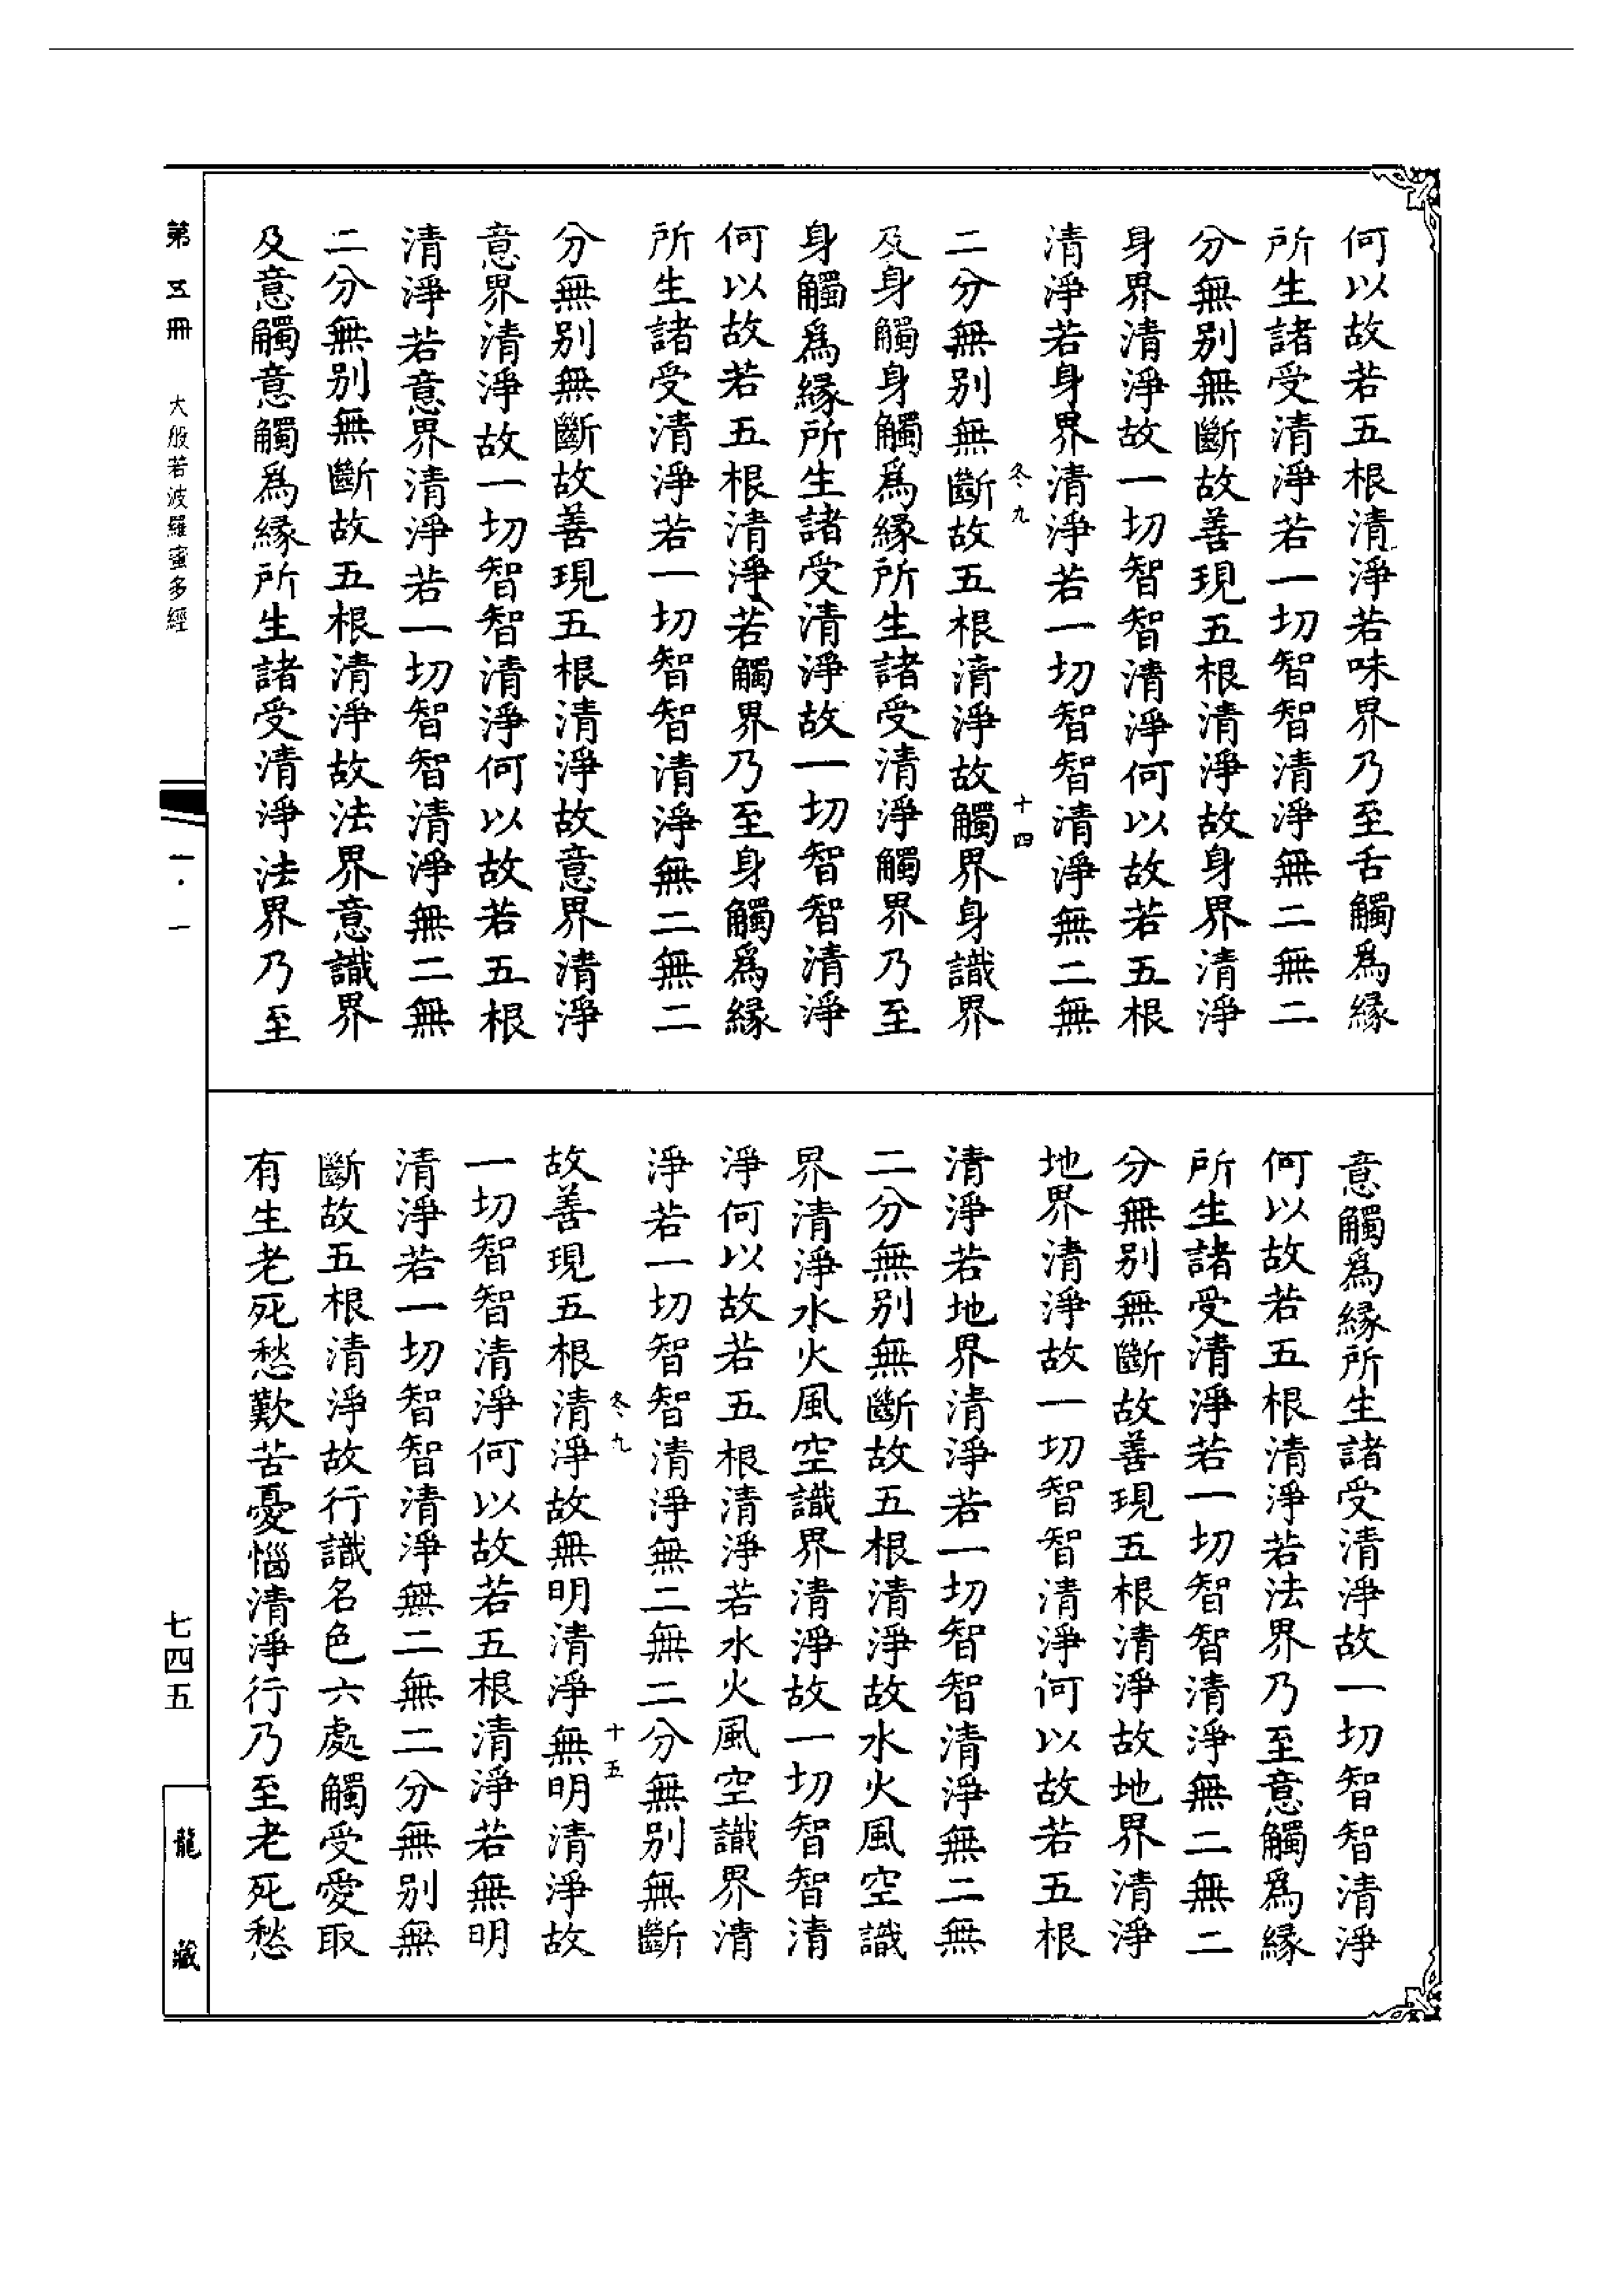 何以故若五根清淨若味界乃至舌觸爲緣
所生諸受清淨若一切智智清淨無二無二
分無别無斷故善現五根清淨故身界清淨
身界清淨故一切智智清淨何以故若五根
清淨若身界清淨若一切智智清淨無二無
冬九 十四
二分無别無斷故五根清淨故觸界身識界
及身觸身觸爲緣所生諸受清淨觸界乃至
身觸爲緣所生諸受清淨故一切智智清淨
何以故若五根清淨若觸界乃至身觸爲緣
所生諸受清淨若一切智智清淨無二無二
分無别無斷故善現五根清淨故意界清淨
意界清淨故一切智智清淨何以故若五根
清淨若意界清淨若一切智智清淨無二無
二分無别無斷故五根清淨故法界意識界
及意觸意觸爲緣所生諸受清淨法界乃至
意觸爲緣所生諸受清淨故一切智智清淨
何以故若五根清淨若法界乃至意觸爲緣
所生諸受清淨若一切智智清淨無二無二
分無别無斷故善現五根清淨故地界清淨
地界清淨故一切智智清淨何以故若五根
清淨若地界清淨若一切智智清淨無二無
二分無别無斷故五根清淨故水火風空識
界清淨水火風空識界清淨故一切智智清
淨何以故若五根清淨若水火風空識界清
淨若一切智智清淨無二無二分無别無斷
冬九 十五
故善現五根清淨故無明清淨無明清淨故
一切智智清淨何以故若五根清淨若無明
清淨若一切智智清淨無二無二分無别無
斷故五根清淨故行識名色六處觸受愛取
有生老死愁歎苦憂惱清淨行乃至老死愁
第五冊 大般若波羅蜜多經 一·一 七四五 龍藏